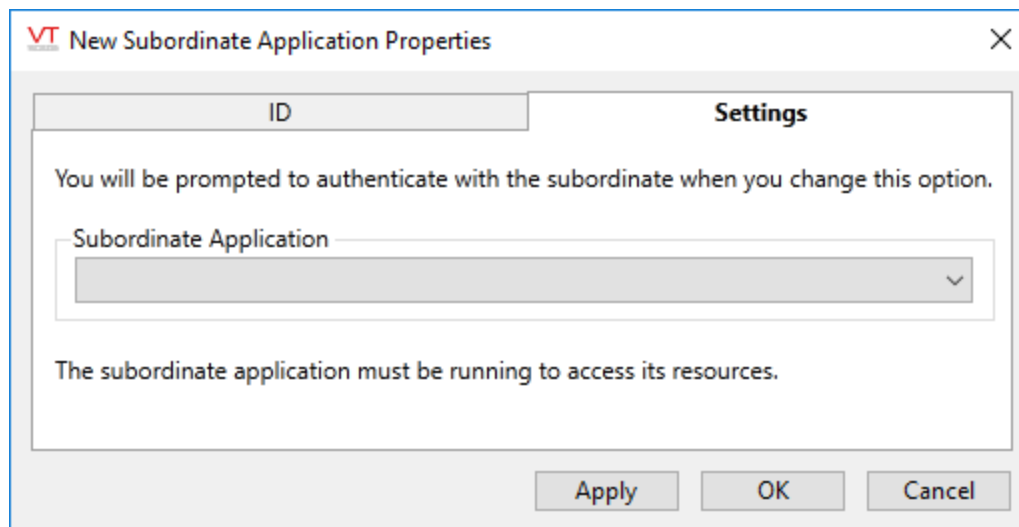 VT New Subordinate Application Properties
ID Settings
You will be prompted to authenticate with the subordinate when you change this option.
Subordinate Application
The subordinate application must be running to access its resources.
Apply OK Cancel